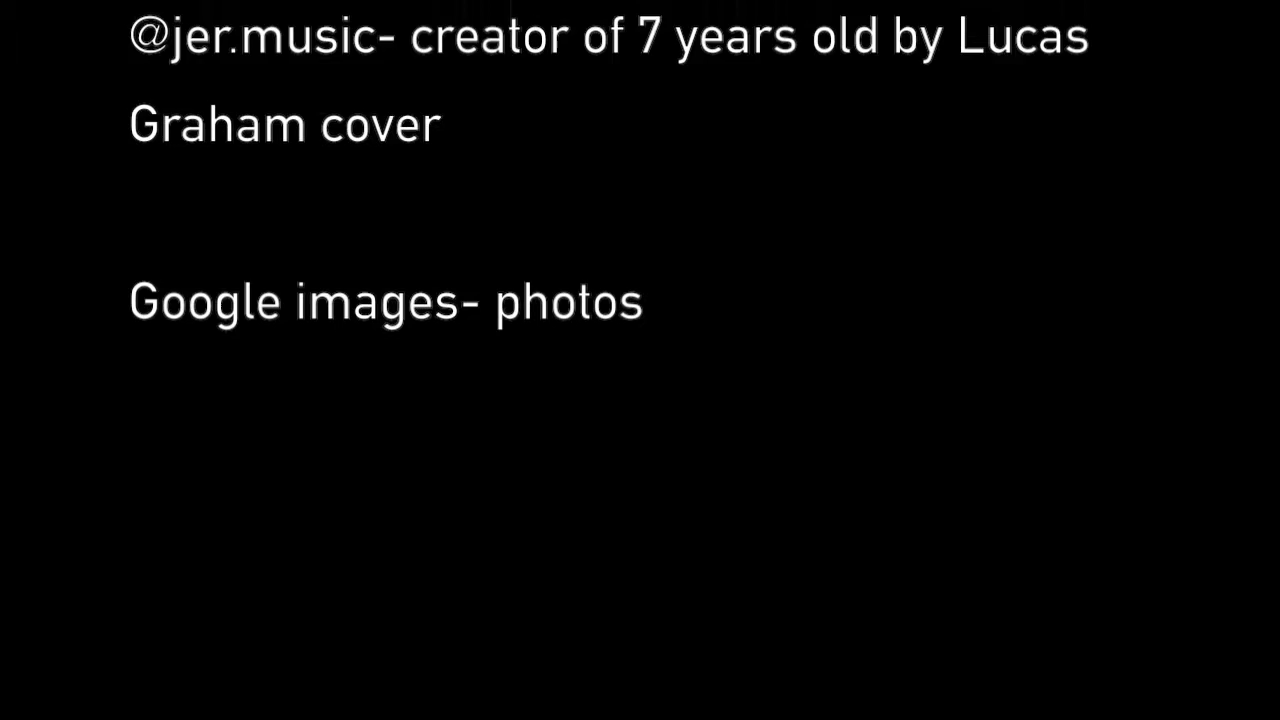 @jer.music- creator of 7 years old by Lucas
Graham cover
Google images- photos